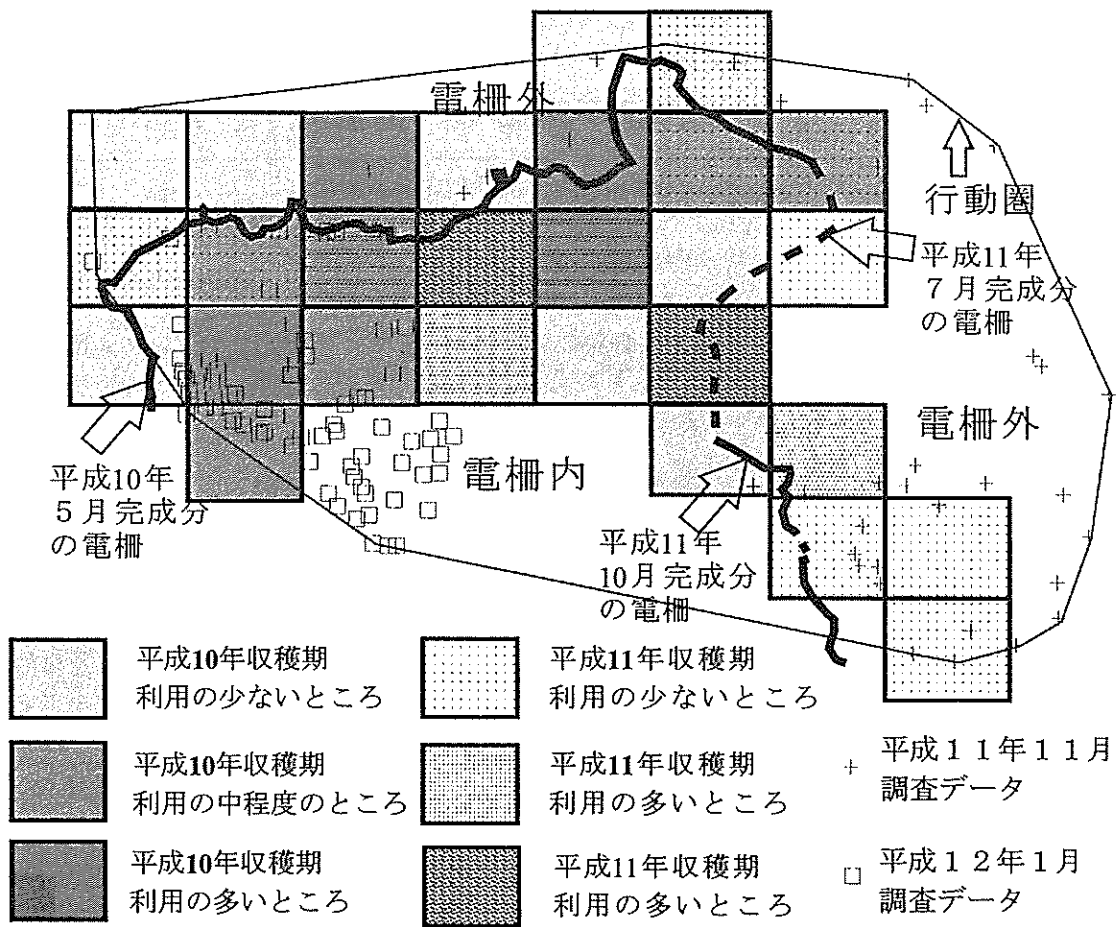 電柵外
行動圏
平成11年
７月完成分
の電柵
電柵外
電柵内
平成10年
５月完成分
の電柵
平成11年
10月完成分
の電柵
平成10年収穫期
利用の少ないところ
平成11年収穫期
利用の少ないところ
平成10年収穫期
利用の中程度のところ
平成11年収穫期
利用の多いところ
平成１１年１１月
調査データ
平成10年収穫期
利用の多いところ
平成11年収穫期
利用の多いところ
平成１２年１月
調査データ